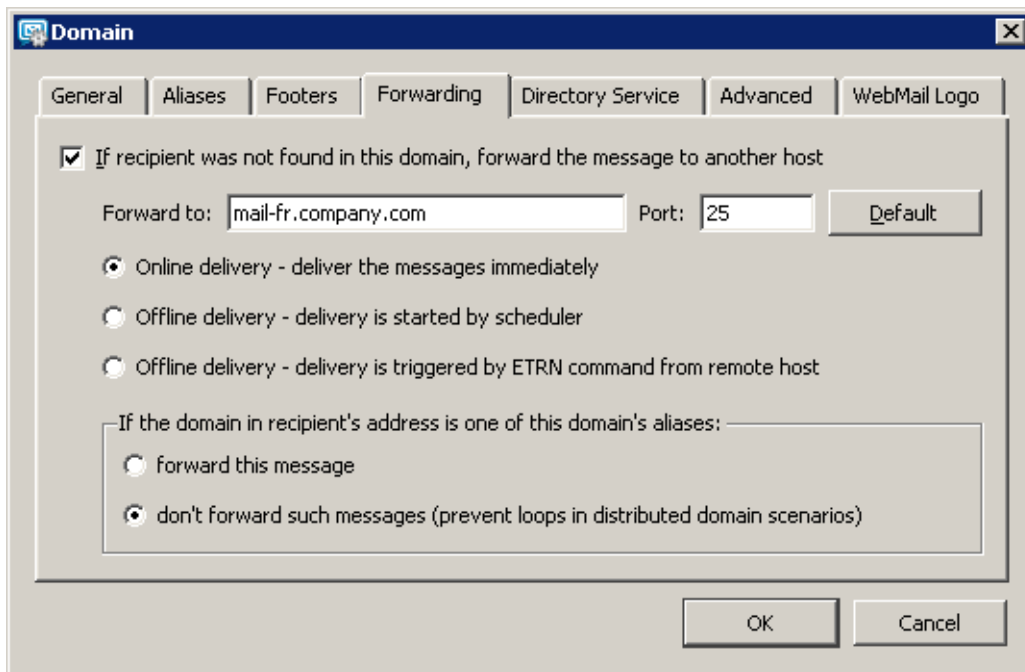 Domain
General Aliases Footers Forwarding Directory Service Advanced WebMail Logo
If recipient was not found in this domain, forward the message to another host
Forward to: mail-fr.company.com Port: 25 Default
Online delivery - deliver the messages immediately
Offline delivery - delivery is started by scheduler
Offline delivery - delivery is triggered by ETRN command from remote host
If the domain in recipient's address is one of this domain's aliases:
forward this message
don't forward such messages (prevent loops in distributed domain scenarios)
OK Cancel